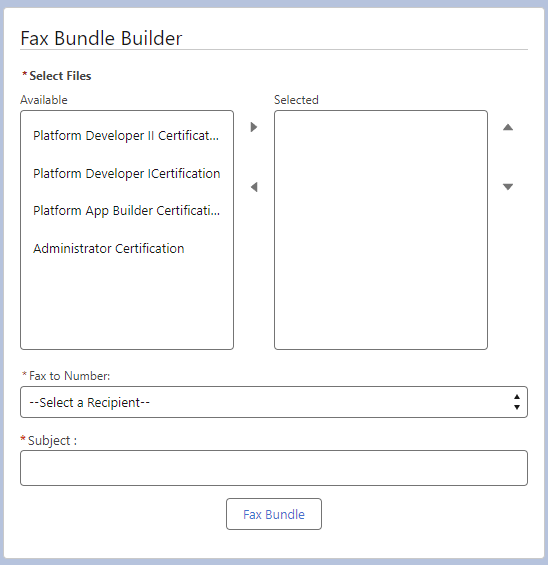 Fax Bundle Builder
*Select Files
Available
Selected
Platform Developer II Certificat...
Platform Developer ICertification
Platform App Builder Certificati...
Administrator Certification
*Fax to Number:
--Select a Recipient--
*Subject :
Fax Bundle